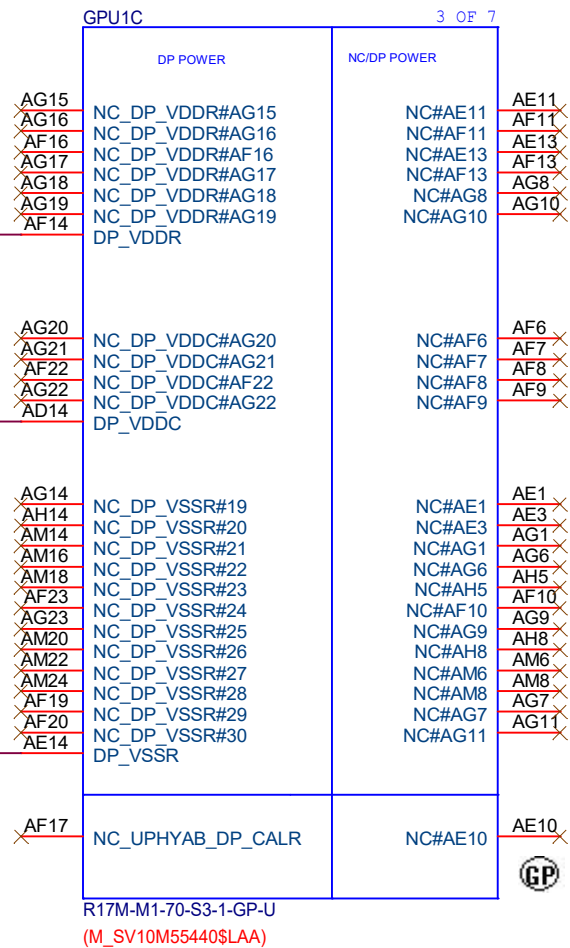 GPU1C 3 OF 7
DP POWER NC/DP POWER
AG15 NC_DP_VDDR#AG15 NC#AE11 AE11
AG16 NC_DP_VDDR#AG16 NC#AF11 AF11
AF16 NC_DP_VDDR#AF16 NC#AE13 AE13
AG17 NC_DP_VDDR#AG17 NC#AF13 AF13
AG18 NC_DP_VDDR#AG18 NC#AG8 AG8
AG19 NC_DP_VDDR#AG19 NC#AG10 AG10
AF14 DP_VDDR
AG20 NC_DP_VDDC#AG20 NC#AF6 AF6
AG21 NC_DP_VDDC#AG21 NC#AF7 AF7
AF22 NC_DP_VDDC#AF22 NC#AF8 AF8
AG22 NC_DP_VDDC#AG22 NC#AF9 AF9
AD14 DP_VDDC
AG14 NC_DP_VSSR#19 NC#AE1 AE1
AH14 NC_DP_VSSR#20 NC#AE3 AE3
AM14 NC_DP_VSSR#21 NC#AG1 AG1
AM16 NC_DP_VSSR#22 NC#AG6 AG6
AM18 NC_DP_VSSR#23 NC#AH5 AH5
AF23 NC_DP_VSSR#24 NC#AF10 AF10
AG23 NC_DP_VSSR#25 NC#AG9 AG9
AM20 NC_DP_VSSR#26 NC#AH8 AH8
AM22 NC_DP_VSSR#27 NC#AM6 AM6
AM24 NC_DP_VSSR#28 NC#AM8 AM8
AF19 NC_DP_VSSR#29 NC#AG7 AG7
AF20 NC_DP_VSSR#30 NC#AG11 AG11
AE14 DP_VSSR
AF17 NC_UPHYAB_DP_CALR NC#AE10 AE10
GP
R17M-M1-70-S3-1-GP-U
(M_SV10M55440$LAA)